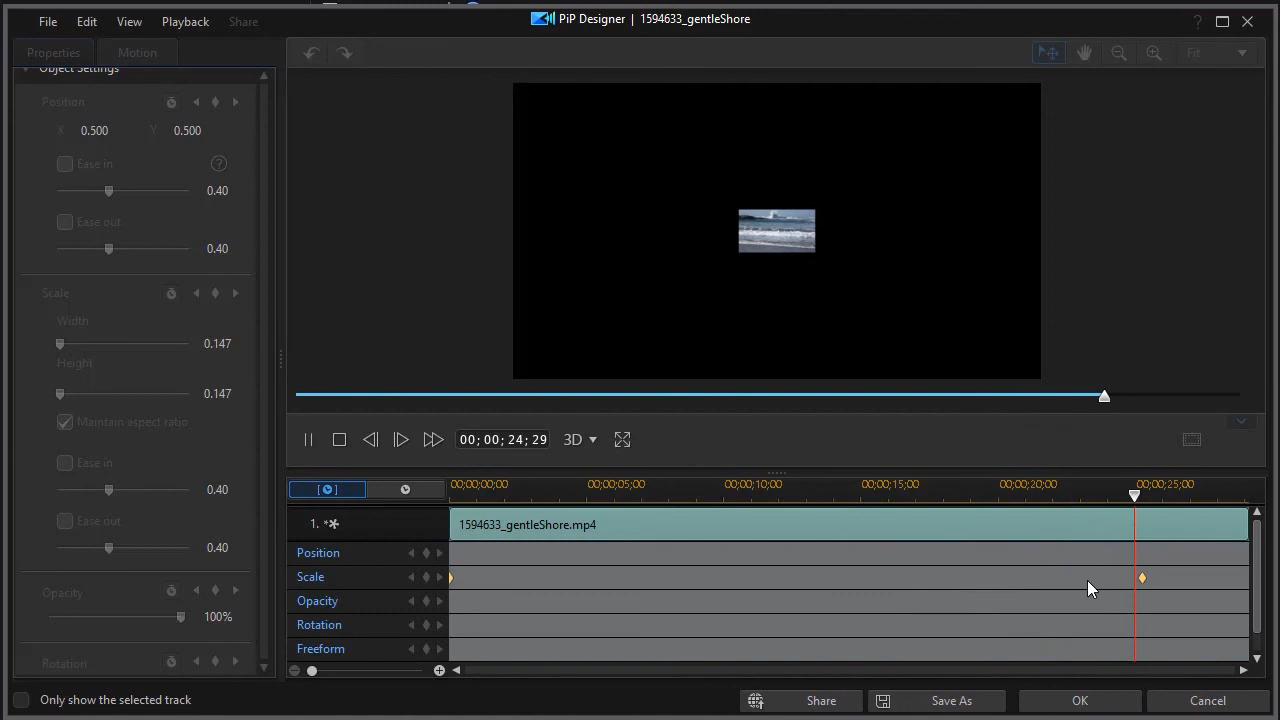 File Edit View Playback Share
PiP Designer | 1594633_gentleShore
?
Properties Motion
Fit
Object Settings
Position
X 0.500 Y 0.500
Ease in ?
0.40
Ease out
0.40
Scale
Width
0.147
Height
0.147
Maintain aspect ratio
Ease in
0.40
Ease out
0.40
Opacity
100%
Rotation
00; 00; 24; 29 3D
00;00;00;00 00;00;05;00 00;00;10;00 00;00;15;00 00;00;20;00 00;00;25;00
1. 1594633_gentleShore.mp4
Position
Scale
Opacity
Rotation
Freeform
Only show the selected track
Share Save As OK Cancel